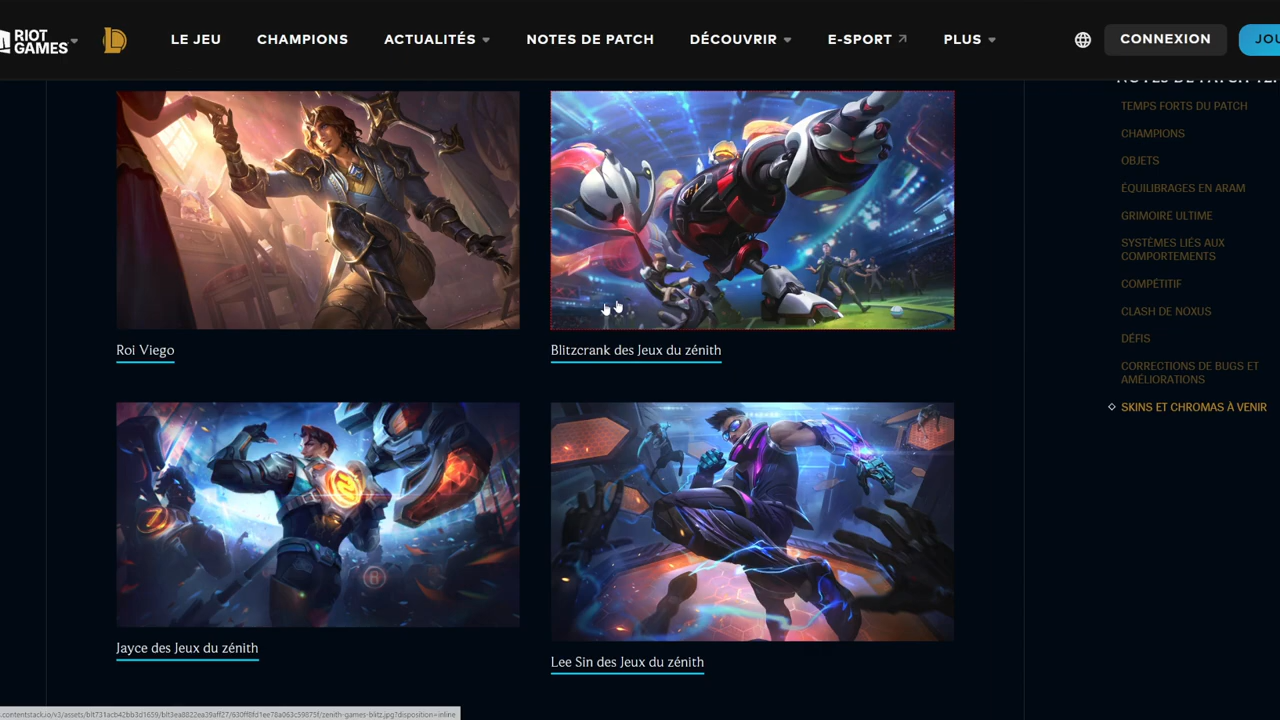 RIOT GAMES
LE JEU
CHAMPIONS
ACTUALITÉS
NOTES DE PATCH
DÉCOUVRIR
E-SPORT
PLUS
CONNEXION
JOU
TEMPS FORTS DU PATCH
CHAMPIONS
OBJETS
ÉQUILIBRAGES EN ARAM
GRIMOIRE ULTIME
SYSTÈMES LIÉS AUX
COMPORTEMENTS
COMPÉTITIF
CLASH DE NOXUS
DÉFIS
CORRECTIONS DE BUGS ET
AMÉLIORATIONS
SKINS ET CHROMAS À VENIR
Roi Viego
Blitzcrank des Jeux du zénith
Jayce des Jeux du zénith
Lee Sin des Jeux du zénith